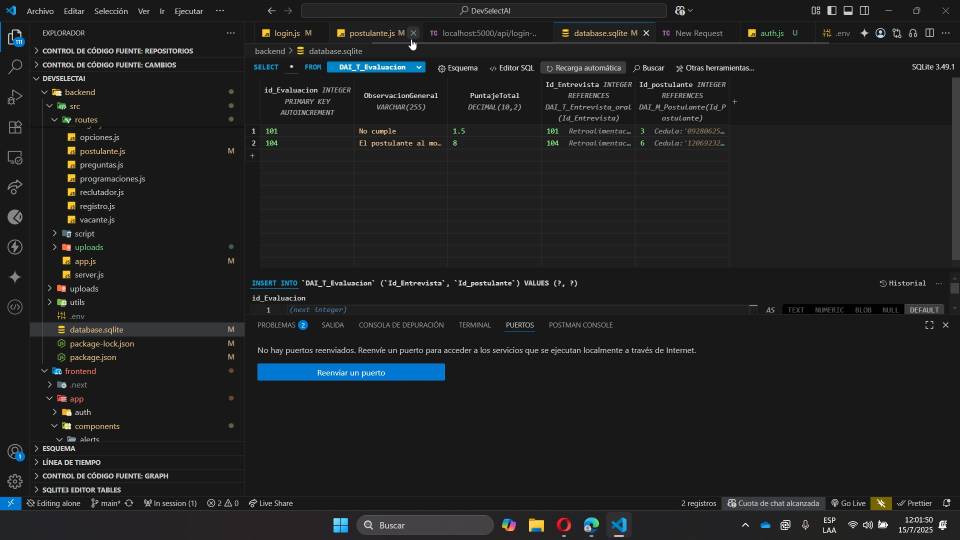 Archivo Editar Selección Ver Ir Ejecutar ···
DevSelectAI
EXPLORADOR ···
CONTROL DE CÓDIGO FUENTE: REPOSITORIOS
CONTROL DE CÓDIGO FUENTE: CAMBIOS
DEVSELECTAI
backend
src
routes
opciones.js
postulante.js M
preguntas.js
programaciones.js
reclutador.js
registro.js
vacante.js
script
uploads
app.js M
server.js
uploads
utils
.env
database.sqlite M
package-lock.json M
package.json M
frontend
.next
app
auth
components
alerts
ESQUEMA
LÍNEA DE TIEMPO
CONTROL DE CÓDIGO FUENTE: GRAPH
SQLITE3 EDITOR TABLES
login.js M
postulante.js M
localhost:5000/api/login-..
database.sqlite M
New Request
auth.js U
.env
backend > database.sqlite
SELECT * FROM DAI_T_Evaluacion
Esquema
Editor SQL
Recarga automática
Buscar
Otras herramientas...
SQLite 3.49.1
id_Evaluacion INTEGER PRIMARY KEY AUTOINCREMENT
ObservacionGeneral VARCHAR(255)
PuntajeTotal DECIMAL(10,2)
Id_Entrevista INTEGER REFERENCES DAI_T_Entrevista_oral (Id_Entrevista)
Id_postulante INTEGER REFERENCES DAI_M_Postulante(Id_Postulante)
1 101 No cumple 1.5 101 Retroalimentac… 3 Cedula:'09280625…
2 104 El postulante al mo… 8 104 Retroalimentac… 6 Cedula:'12069232…
INSERT INTO `DAI_T_Evaluacion` (`Id_Entrevista`, `Id_postulante`) VALUES (?, ?)
Historial ···
id_Evaluacion
1 (next integer)
AS TEXT NUMERIC BLOB NULL DEFAULT
PROBLEMAS 2 SALIDA CONSOLA DE DEPURACIÓN TERMINAL PUERTOS POSTMAN CONSOLE
No hay puertos reenviados. Reenvíe un puerto para acceder a los servicios que se ejecutan localmente a través de Internet.
Reenviar un puerto
Editing alone main* In session (1) 2 0 Live Share
2 registros Cuota de chat alcanzada Go Live Prettier
Buscar
ESP LAA
12:01:50
15/7/2025